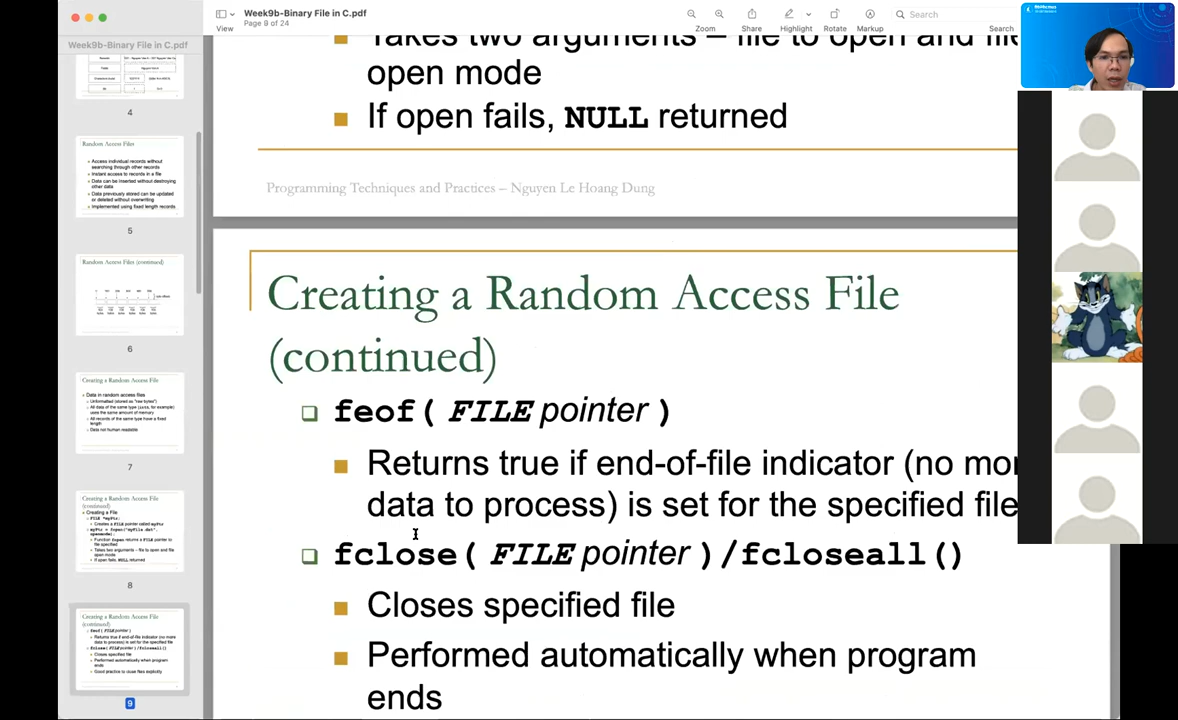 Week9b-Binary File in C.pdf
Page 9 of 24
View
Zoom
Share
Highlight
Rotate
Markup
Search
Search
Week9b-Binary File in C.pdf
4
Random Access Files
Access individual records without
searching through other records
Instant access to records in a file
Data can be inserted without destroying
other data
Data previously stored can be updated
or deleted without overwriting
Implemented using fixed length records
5
Random Access Files (continued)
6
Creating a Random Access File
Data in random access files
Unformatted (stored as "raw bytes")
All data of the same type (ints, for example)
uses the same amount of memory
All records of the same type have a fixed
length
Data not human readable
7
Creating a Random Access File
(continued)
Creating a File
FILE *myPtr;
Creates a FILE pointer called myPtr
myPtr = fopen("myFile.dat",
openmode);
Function fopen returns a FILE pointer to
file specified
Takes two arguments – file to open and file
open mode
If open fails, NULL returned
8
Creating a Random Access File
(continued)
feof( FILE pointer )
Returns true if end-of-file indicator (no more
data to process) is set for the specified file
fclose( FILE pointer )/fcloseall()
Closes specified file
Performed automatically when program
ends
Good practice to close files explicitly
9
Takes two arguments – file to open and file
open mode
If open fails, NULL returned
Programming Techniques and Practices – Nguyen Le Hoang Dung
Creating a Random Access File
(continued)
feof( FILE pointer )
Returns true if end-of-file indicator (no mor
data to process) is set for the specified file
fclose( FILE pointer )/fcloseall()
Closes specified file
Performed automatically when program
ends